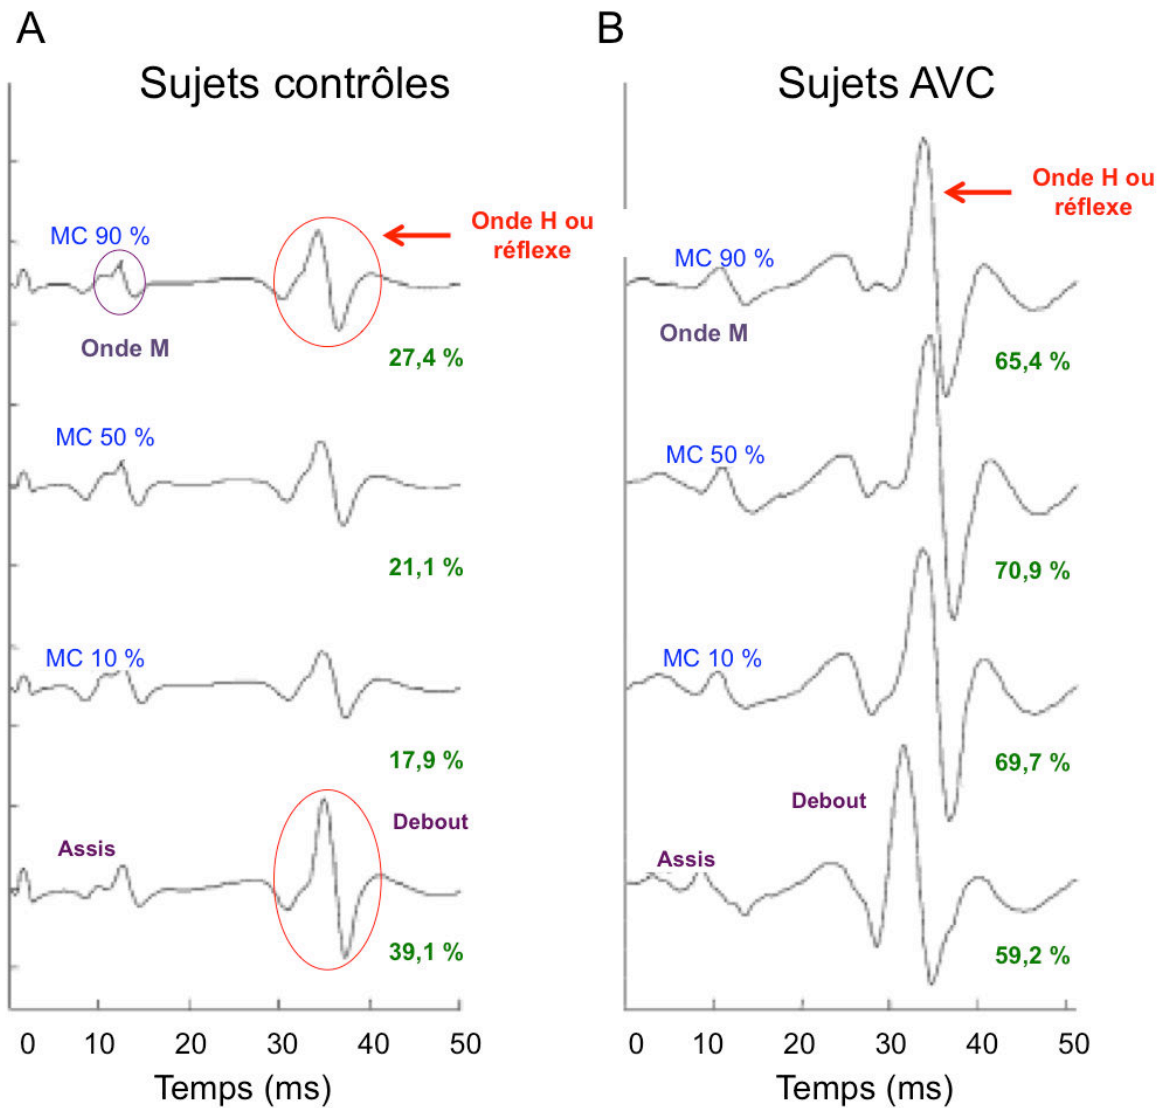 A
Sujets contrôles
MC 90 %
Onde H ou
réflexe
Onde M
27,4 %
MC 50 %
21,1 %
MC 10 %
17,9 %
Assis
Debout
39,1 %
0 10 20 30 40 50
Temps (ms)
B
Sujets AVC
Onde H ou
réflexe
MC 90 %
Onde M
65,4 %
MC 50 %
70,9 %
MC 10 %
69,7 %
Debout
Assis
59,2 %
0 10 20 30 40 50
Temps (ms)